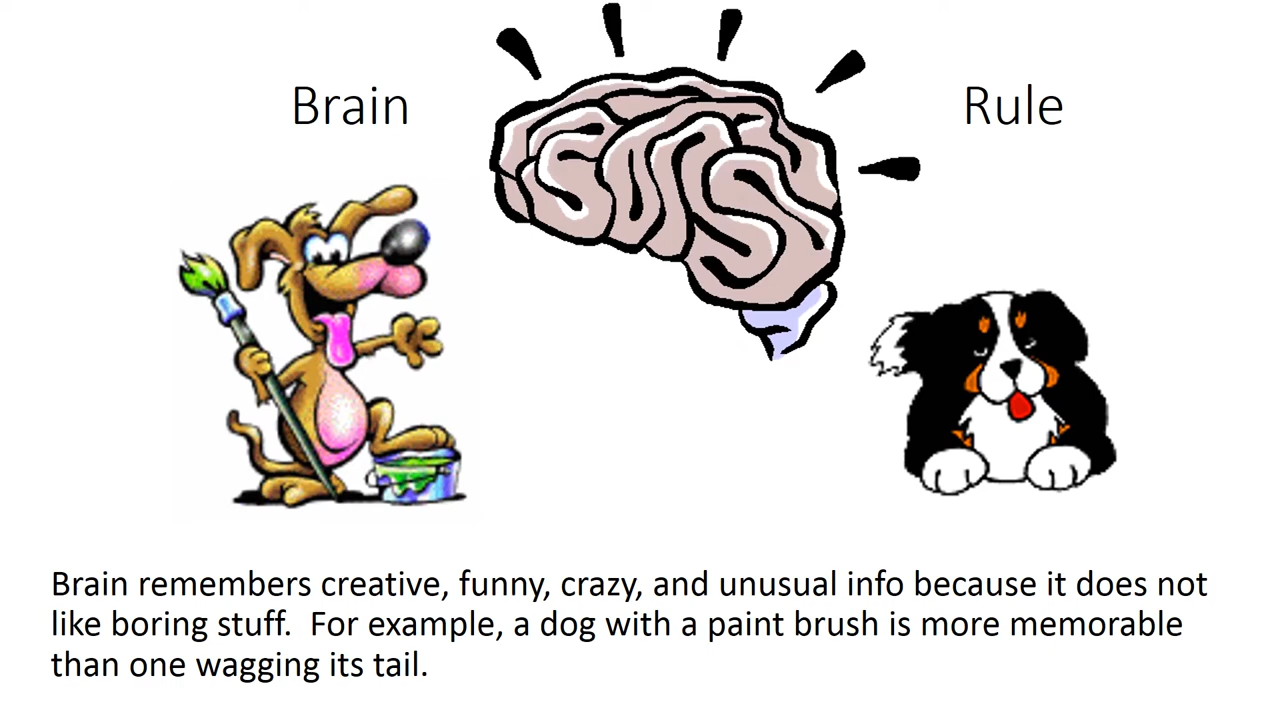 Brain
Rule
Brain remembers creative, funny, crazy, and unusual info because it does not
like boring stuff.  For example, a dog with a paint brush is more memorable
than one wagging its tail.